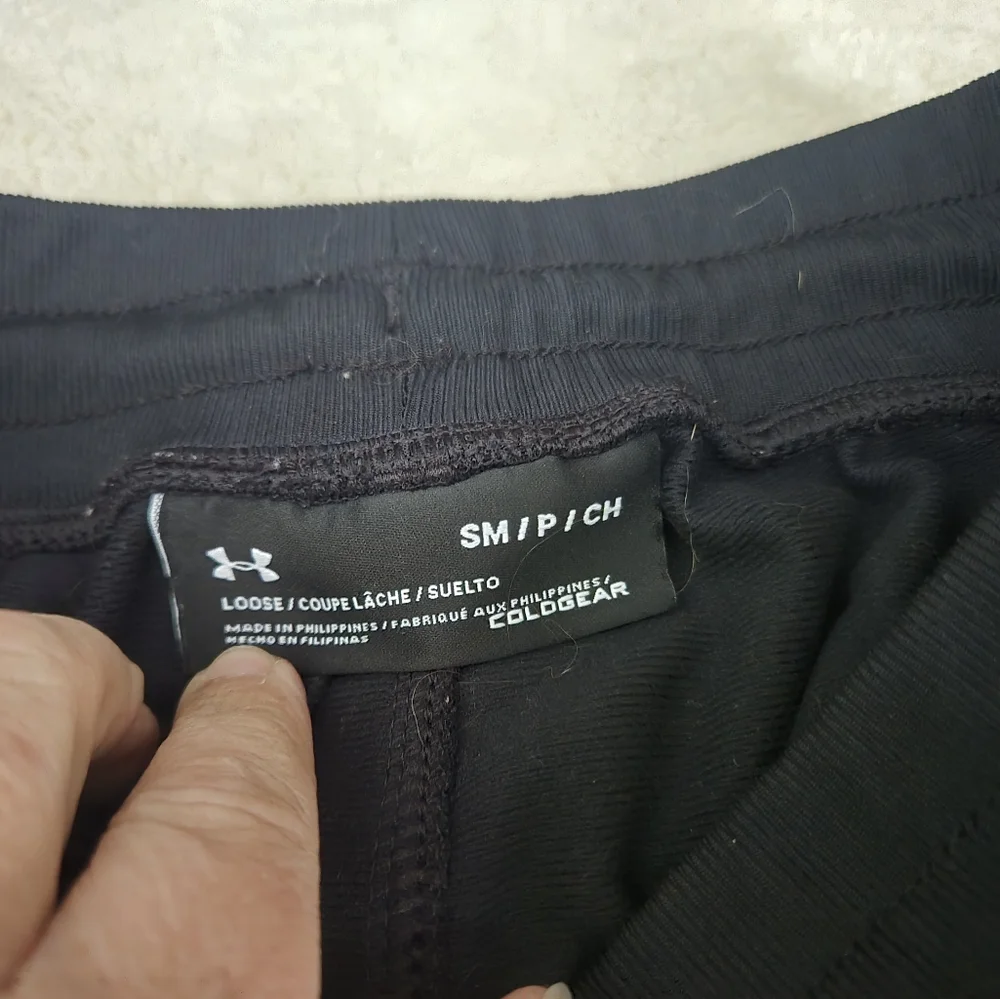 SM / P / CH
LOOSE / COUPE LÂCHE / SUELTO
MADE IN PHILIPPINES / FABRIQUÉ AUX PHILIPPINES /
HECHO EN FILIPINAS
COLDGEAR